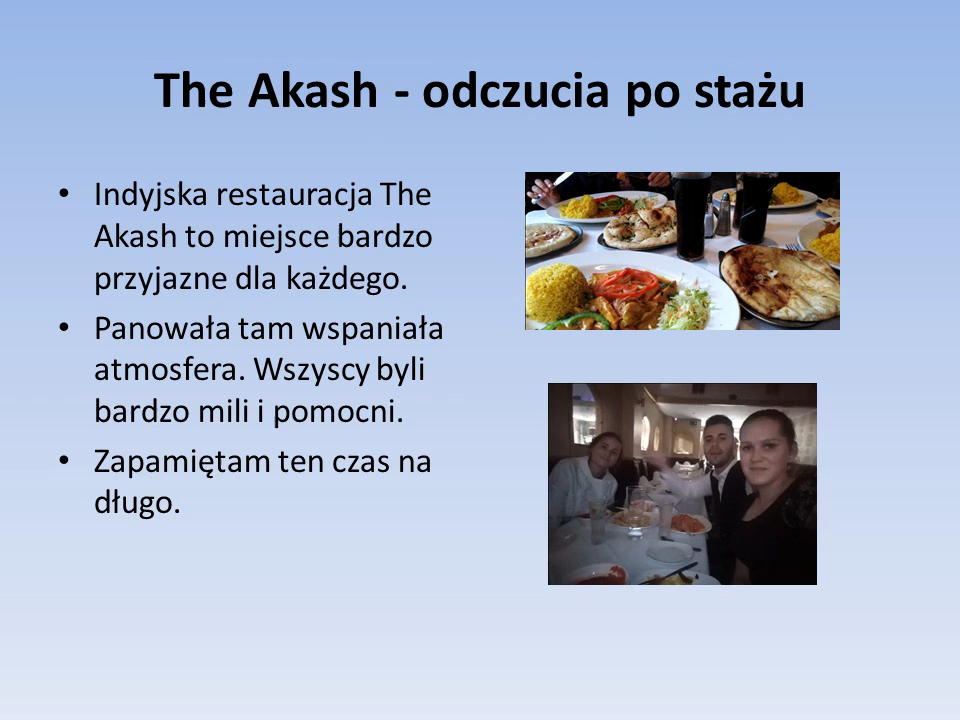 The Akash - odczucia po stażu
• Indyjska restauracja The
Akash to miejsce bardzo
przyjazne dla każdego.
• Panowała tam wspaniała
atmosfera. Wszyscy byli
bardzo mili i pomocni.
• Zapamiętam ten czas na
długo.